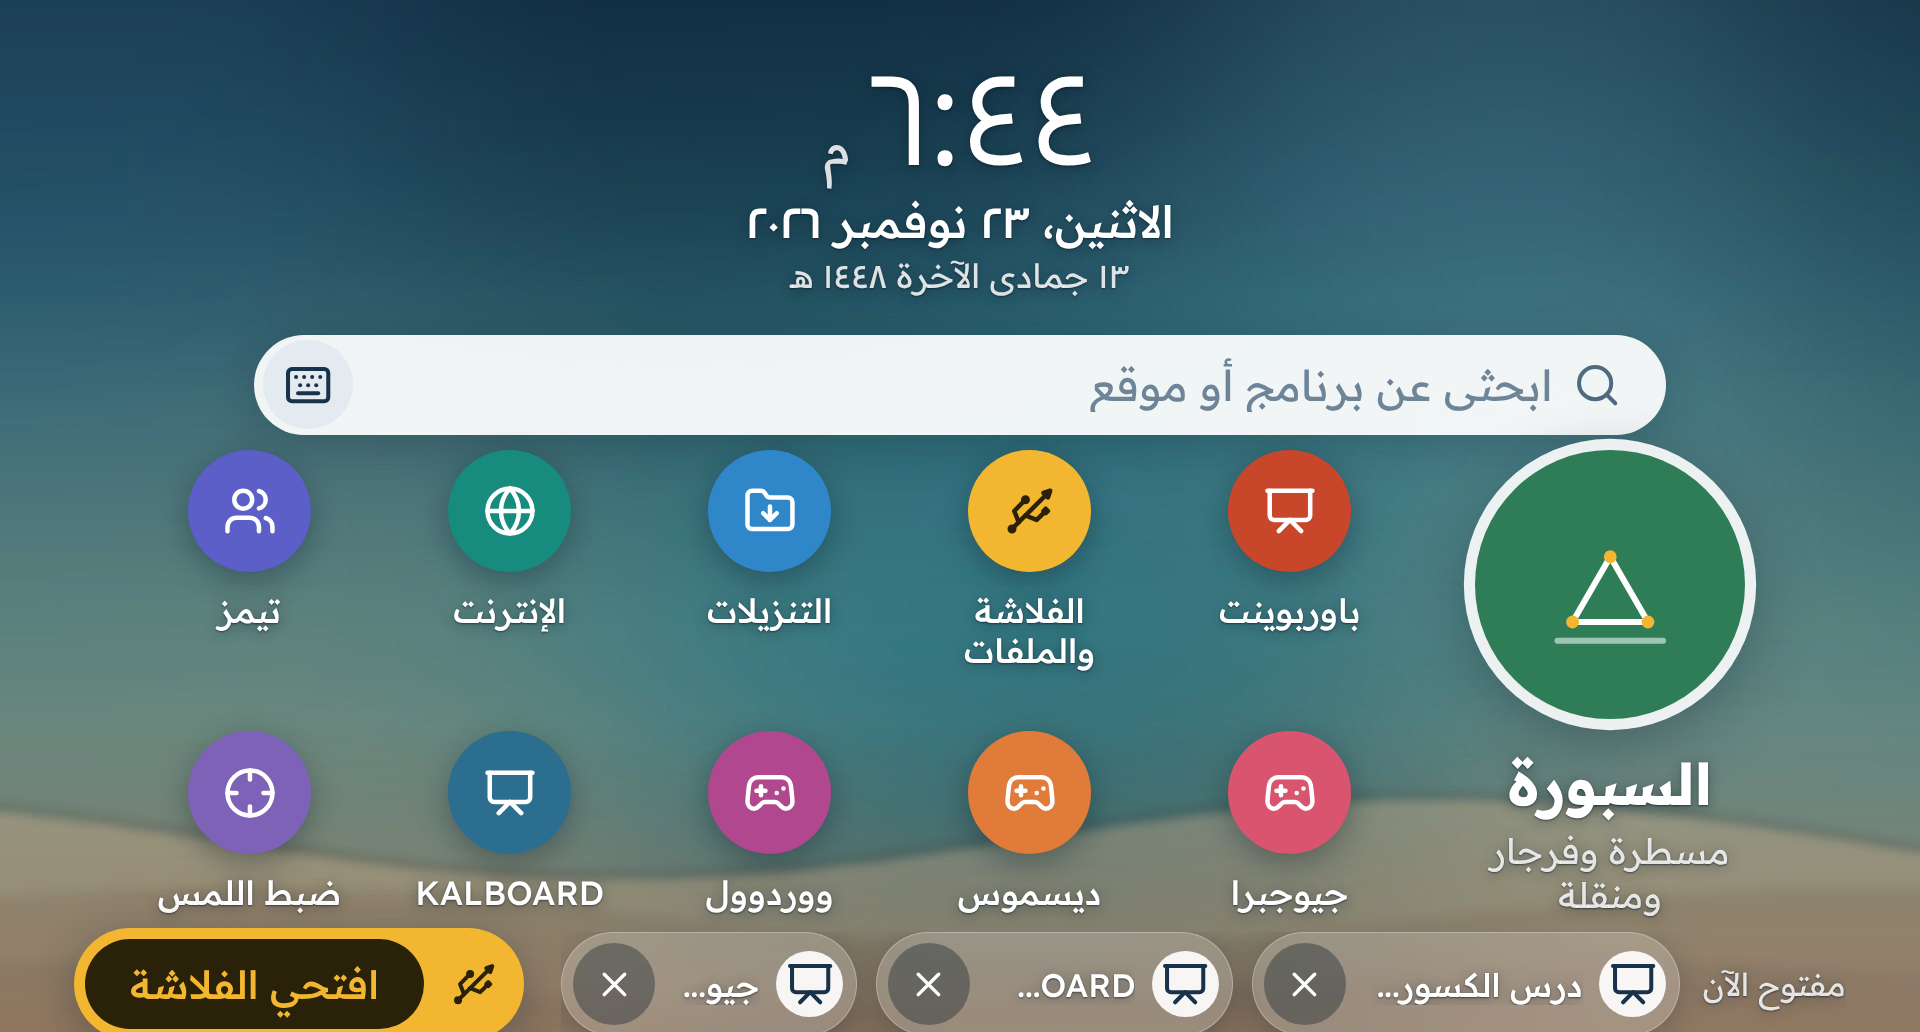 ٦:٤٤ م
الاثنين، ٢٣ نوفمبر ٢٠٢٦
١٣ جمادى الآخرة ١٤٤٨ هـ
ابحثي عن برنامج أو موقع
السبورة
مسطرة وفرجار
ومنقلة
باوربوينت
الفلاشة
والملفات
التنزيلات
الإنترنت
تيمز
جيوجبرا
ديسموس
ووردوول
KALBOARD
ضبط اللمس
مفتوح الآن
درس الكسور...
OARD...
جيو...
افتحي الفلاشة